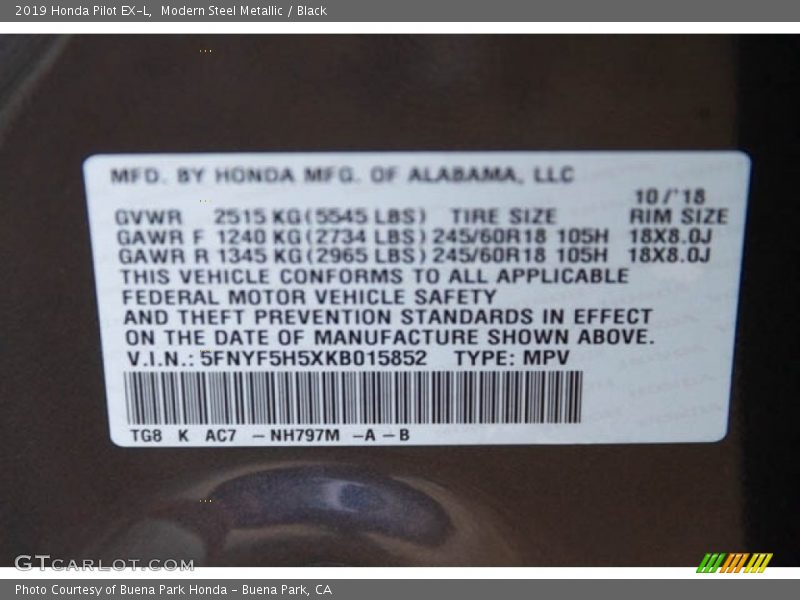 2019 Honda Pilot EX-L, Modern Steel Metallic / Black
MFD. BY HONDA MFG. OF ALABAMA, LLC
10/'18
GVWR 2515 KG(5545 LBS) TIRE SIZE RIM SIZE
GAWR F 1240 KG(2734 LBS) 245/60R18 105H 18X8.0J
GAWR R 1345 KG(2965 LBS) 245/60R18 105H 18X8.0J
THIS VEHICLE CONFORMS TO ALL APPLICABLE
FEDERAL MOTOR VEHICLE SAFETY
AND THEFT PREVENTION STANDARDS IN EFFECT
ON THE DATE OF MANUFACTURE SHOWN ABOVE.
V.I.N.: 5FNYF5H5XKB015852 TYPE: MPV
TG8 K AC7 -NH797M -A-B
GTCARLOT.COM
Photo Courtesy of Buena Park Honda - Buena Park, CA